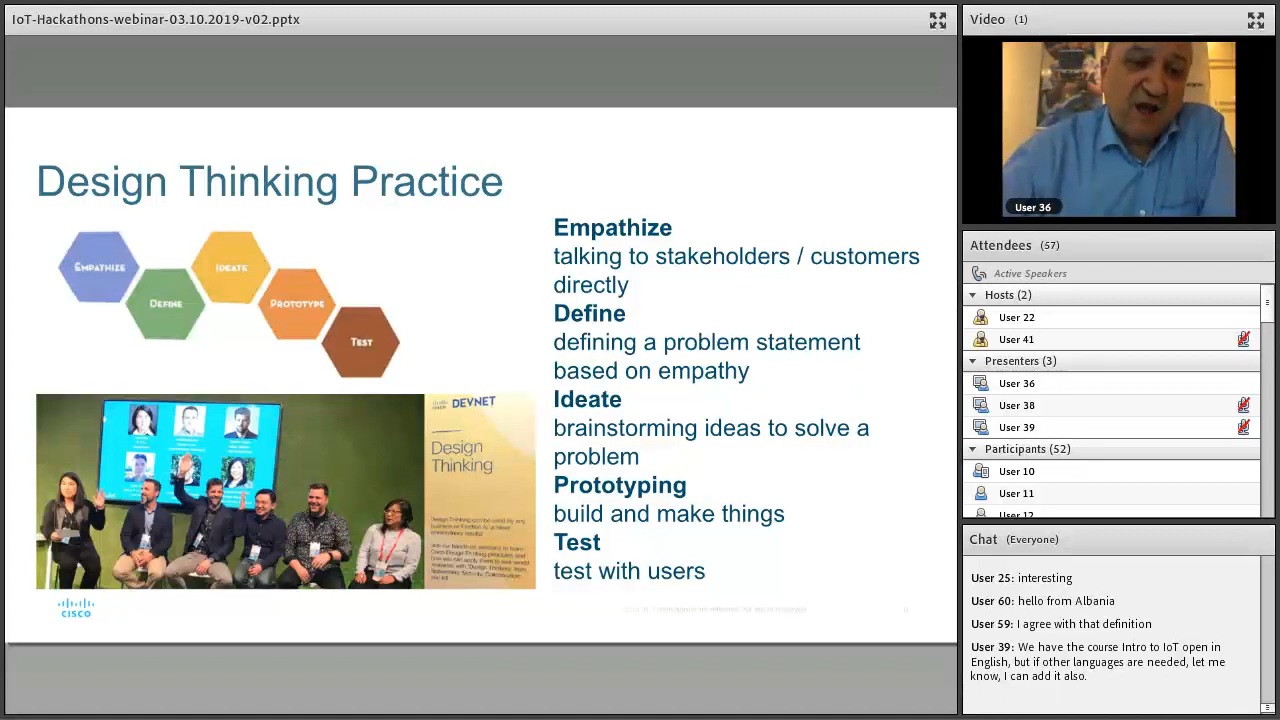 IoT-Hackathons-webinar-03.10.2019-v02.pptx
Design Thinking Practice
EMPATHIZE
DEFINE
IDEATE
PROTOTYPE
TEST
Empathize
talking to stakeholders / customers
directly
Define
defining a problem statement
based on empathy
Ideate
brainstorming ideas to solve a
problem
Prototyping
build and make things
Test
test with users
DEVNET
Design
Thinking
CISCO
Video (1)
User 36
Attendees (57)
Active Speakers
Hosts (2)
User 22
User 41
Presenters (3)
User 36
User 38
User 39
Participants (52)
User 10
User 11
User 12
Chat (Everyone)
User 25: interesting
User 60: hello from Albania
User 59: I agree with that definition
User 39: We have the course Intro to IoT open in
English, but if other languages are needed, let me
know, I can add it also.